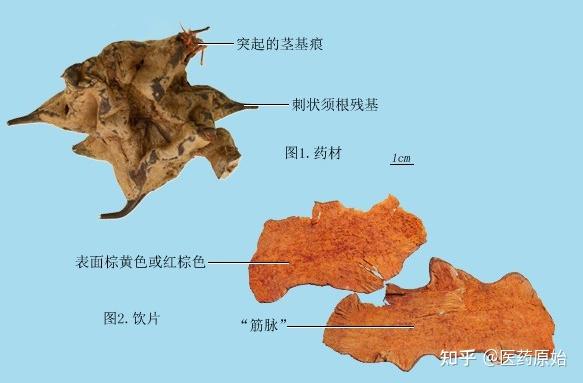 突起的茎基痕
刺状须根残基
图1.药材
1cm
表面棕黄色或红棕色
图2.饮片
“筋脉”
知乎 @医药原始